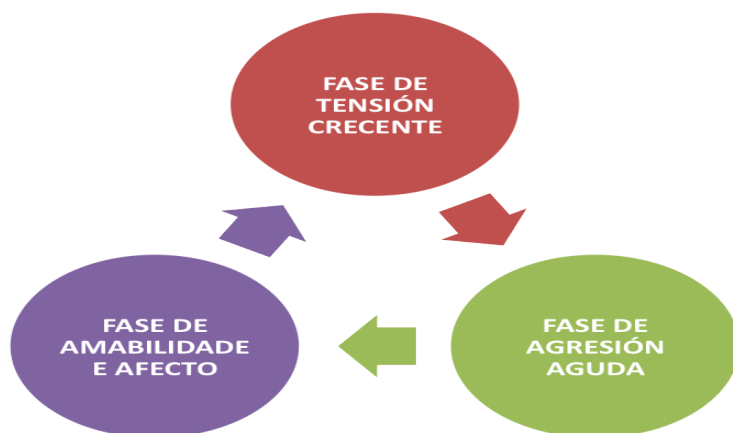 FASE DE
TENSIÓN
CRECENTE
FASE DE
AMABILIDADE
E AFECTO
FASE DE
AGRESIÓN
AGUDA